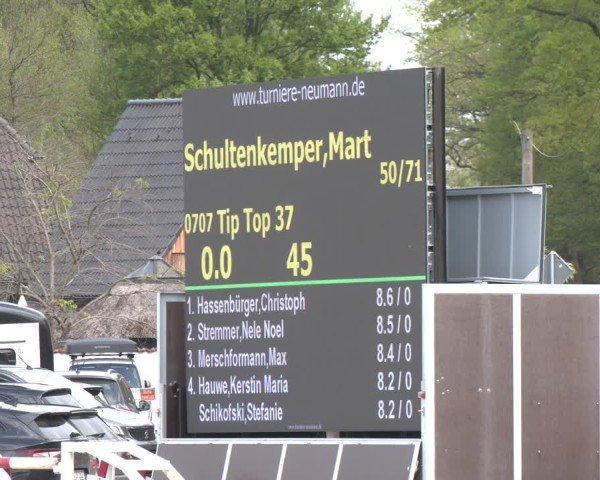 www.turniere-neumann.de
Schultenkemper,Mart
50/71
0707 Tip Top 37
0.0 45
1. Hassenbürger,Christoph 8.6 / 0
2. Stremmer,Nele Noel 8.5 / 0
3. Merschformann,Max 8.4 / 0
4. Hauwe,Kerstin Maria 8.2 / 0
Schikofski,Stefanie 8.2 / 0